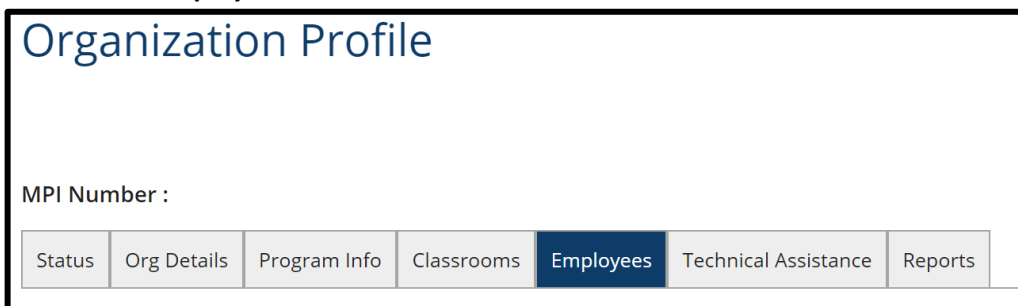 Organization Profile
MPI Number :
Status Org Details Program Info Classrooms Employees Technical Assistance Reports